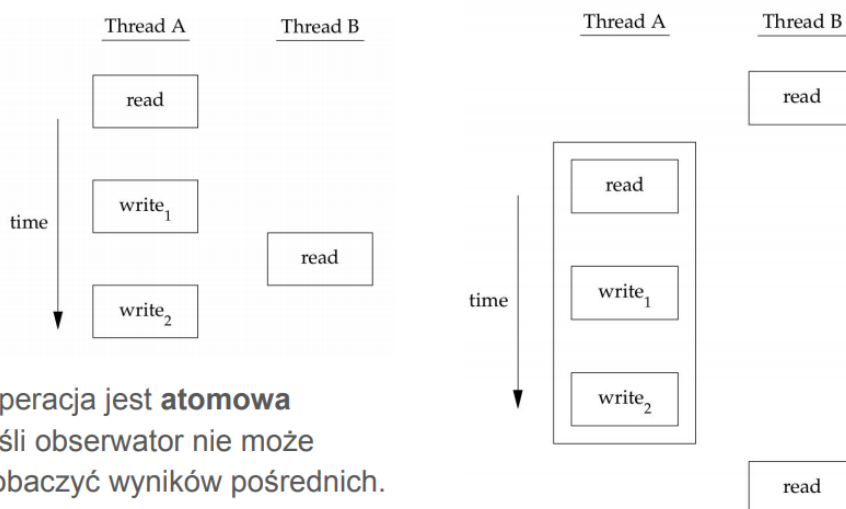 Thread A Thread B
read
write1
time
read
write2
peracja jest atomowa
śli obserwator nie może
obaczyć wyników pośrednich.
Thread A Thread B
read
read
write1
time
write2
read